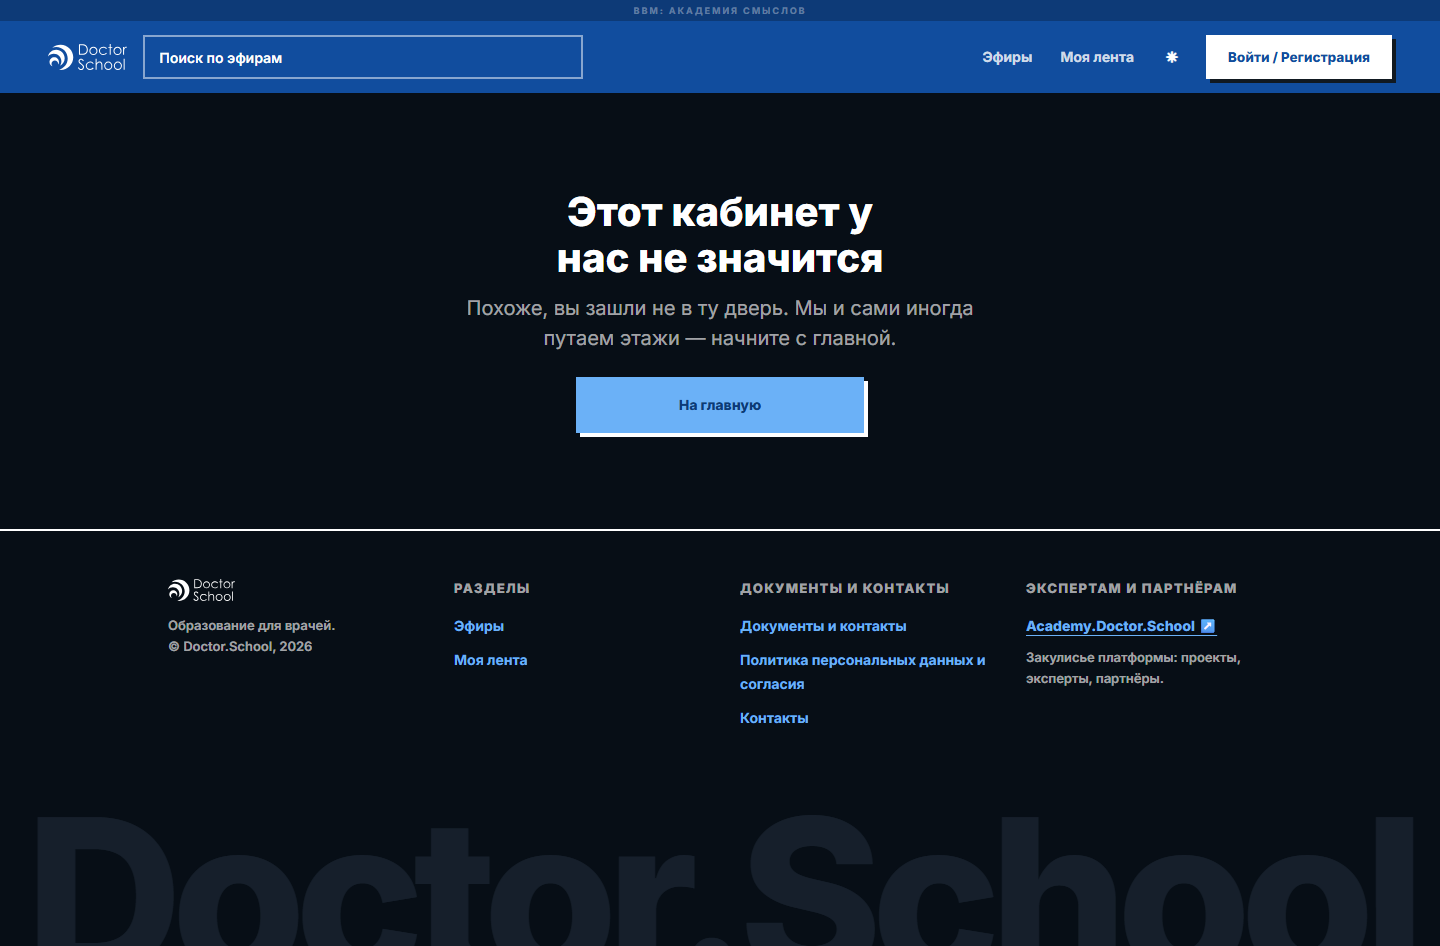 ВВМ: АКАДЕМИЯ СМЫСЛОВ
Doctor
School
Поиск по эфирам
Эфиры
Моя лента
Войти / Регистрация
Этот кабинет у
нас не значится
Похоже, вы зашли не в ту дверь. Мы и сами иногда
путаем этажи — начните с главной.
На главную
Doctor
School
Образование для врачей.
© Doctor.School, 2026
РАЗДЕЛЫ
Эфиры
Моя лента
ДОКУМЕНТЫ И КОНТАКТЫ
Документы и контакты
Политика персональных данных и
согласия
Контакты
ЭКСПЕРТАМ И ПАРТНЁРАМ
Academy.Doctor.School ↗
Закулисье платформы: проекты,
эксперты, партнёры.
Doctor.School